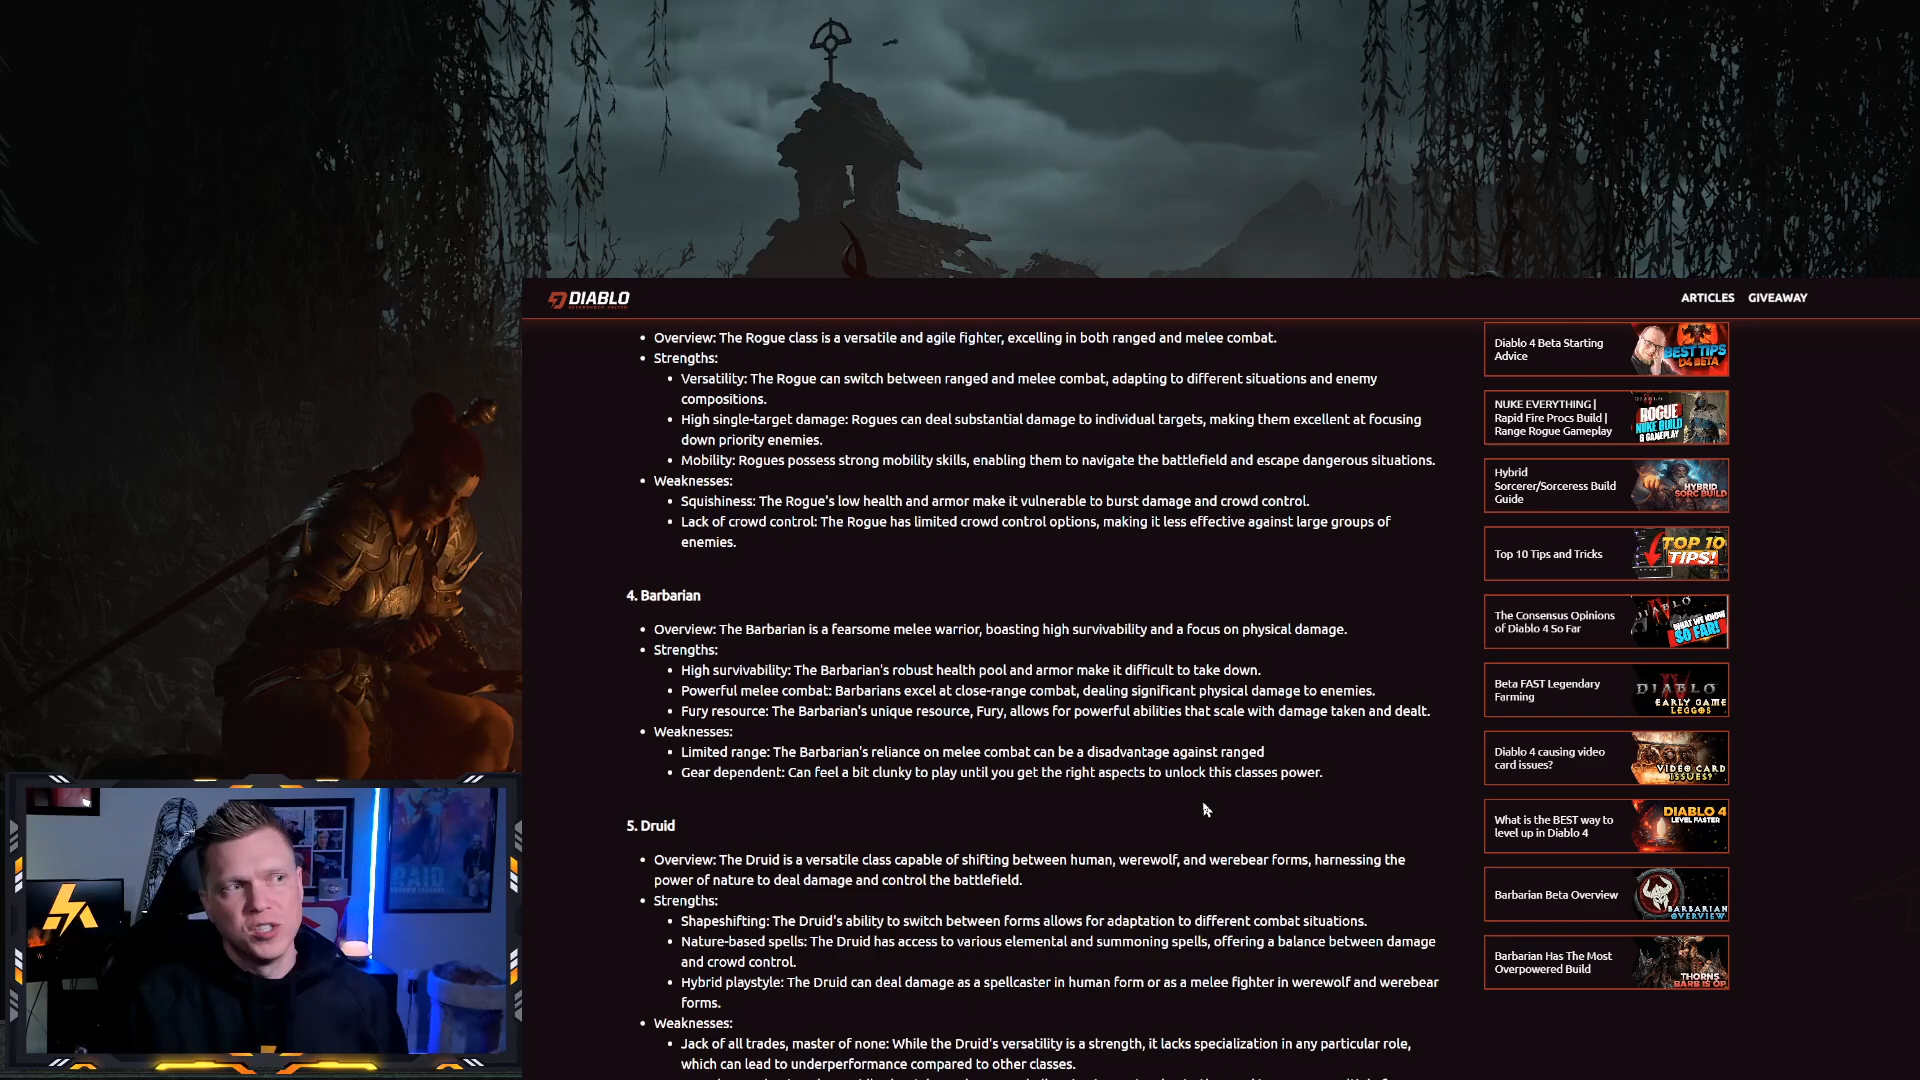 DIABLO
ARTICLES GIVEAWAY
• Overview: The Rogue class is a versatile and agile fighter, excelling in both ranged and melee combat.
• Strengths:
• Versatility: The Rogue can switch between ranged and melee combat, adapting to different situations and enemy
compositions.
• High single-target damage: Rogues can deal substantial damage to individual targets, making them excellent at focusing
down priority enemies.
• Mobility: Rogues possess strong mobility skills, enabling them to navigate the battlefield and escape dangerous situations.
• Weaknesses:
• Squishiness: The Rogue's low health and armor make it vulnerable to burst damage and crowd control.
• Lack of crowd control: The Rogue has limited crowd control options, making it less effective against large groups of
enemies.
4. Barbarian
• Overview: The Barbarian is a fearsome melee warrior, boasting high survivability and a focus on physical damage.
• Strengths:
• High survivability: The Barbarian's robust health pool and armor make it difficult to take down.
• Powerful melee combat: Barbarians excel at close-range combat, dealing significant physical damage to enemies.
• Fury resource: The Barbarian's unique resource, Fury, allows for powerful abilities that scale with damage taken and dealt.
• Weaknesses:
• Limited range: The Barbarian's reliance on melee combat can be a disadvantage against ranged
• Gear dependent: Can feel a bit clunky to play until you get the right aspects to unlock this classes power.
5. Druid
• Overview: The Druid is a versatile class capable of shifting between human, werewolf, and werebear forms, harnessing the
power of nature to deal damage and control the battlefield.
• Strengths:
• Shapeshifting: The Druid's ability to switch between forms allows for adaptation to different combat situations.
• Nature-based spells: The Druid has access to various elemental and summoning spells, offering a balance between damage
and crowd control.
• Hybrid playstyle: The Druid can deal damage as a spellcaster in human form or as a melee fighter in werewolf and werebear
forms.
• Weaknesses:
• Jack of all trades, master of none: While the Druid's versatility is a strength, it lacks specialization in any particular role,
which can lead to underperformance compared to other classes.
Diablo 4 Beta Starting
Advice
BEST TIPS
D4 BETA
NUKE EVERYTHING |
Rapid Fire Procs Build |
Range Rogue Gameplay
ROGUE
NUKE BUILD
& GAMEPLAY
Hybrid
Sorcerer/Sorceress Build
Guide
HYBRID
SORC BUILD
Top 10 Tips and Tricks
TOP 10
TIPS!
The Consensus Opinions
of Diablo 4 So Far
DIABLO
WHAT WE KNOW
SO FAR!
Beta FAST Legendary
Farming
DIABLO
EARLY GAME
LEGGOS
Diablo 4 causing video
card issues?
VIDEO CARD
ISSUES?
What is the BEST way to
level up in Diablo 4
DIABLO 4
LEVEL FASTER
Barbarian Beta Overview
BARBARIAN
OVERVIEW
Barbarian Has The Most
Overpowered Build
THORNS
BARB IS OP
RAID